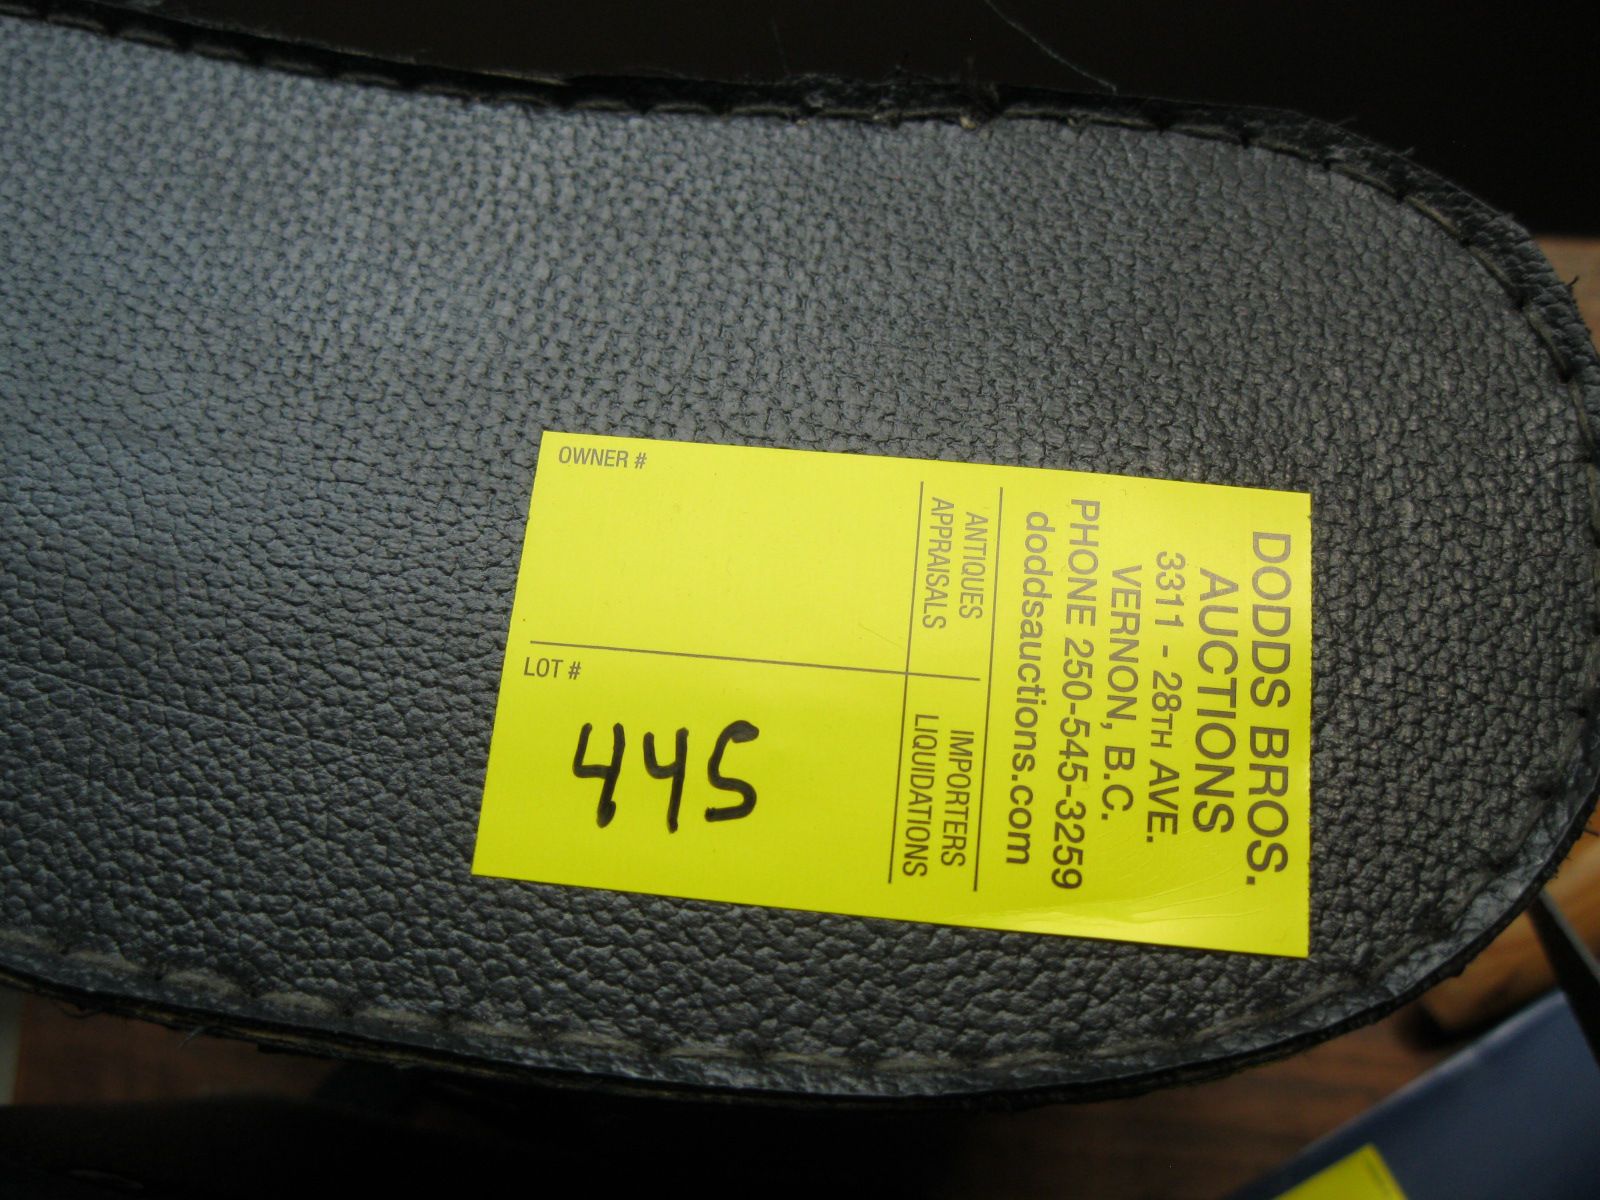 DODDS BROS.
AUCTIONS
3311 - 28TH AVE.
VERNON, B.C.
PHONE 250-545-3259
doddsauctions.com
ANTIQUES
APPRAISALS
IMPORTERS
LIQUIDATIONS
OWNER #
LOT #
445